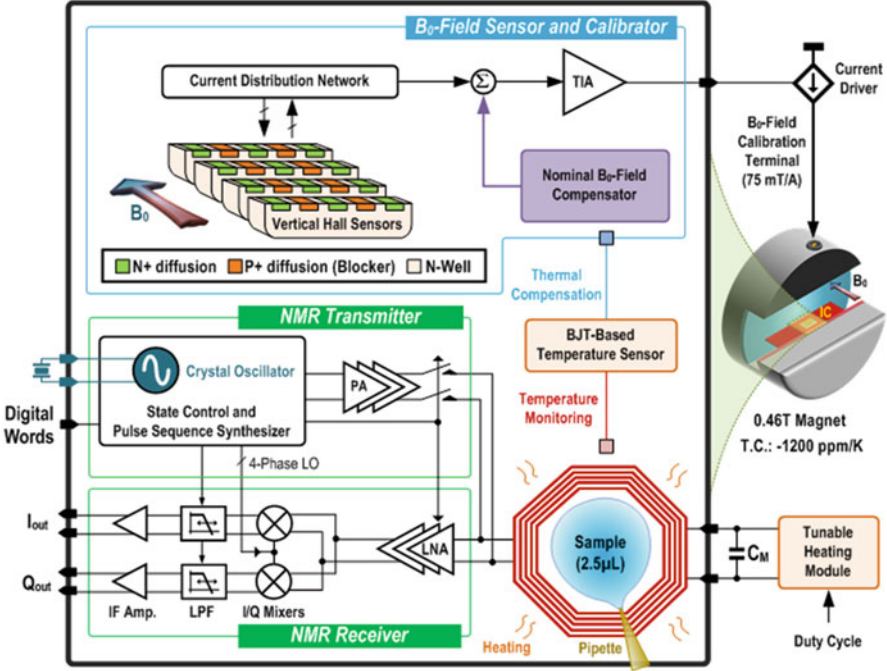 B₀-Field Sensor and Calibrator
Current Distribution Network
Σ
TIA
Current
Driver
B₀-Field
Calibration
Terminal
(75 mT/A)
B₀
Vertical Hall Sensors
Nominal B₀-Field
Compensator
N+ diffusion
P+ diffusion (Blocker)
N-Well
Thermal
Compensation
B₀
IC
NMR Transmitter
BJT-Based
Temperature Sensor
Crystal Oscillator
PA
Digital
Words
State Control and
Pulse Sequence Synthesizer
Temperature
Monitoring
0.46T Magnet
T.C.: -1200 ppm/K
4-Phase LO
Iout
LNA
Sample
(2.5µL)
CM
Tunable
Heating
Module
Qout
IF Amp.
LPF
I/Q Mixers
NMR Receiver
Heating
Pipette
Duty Cycle